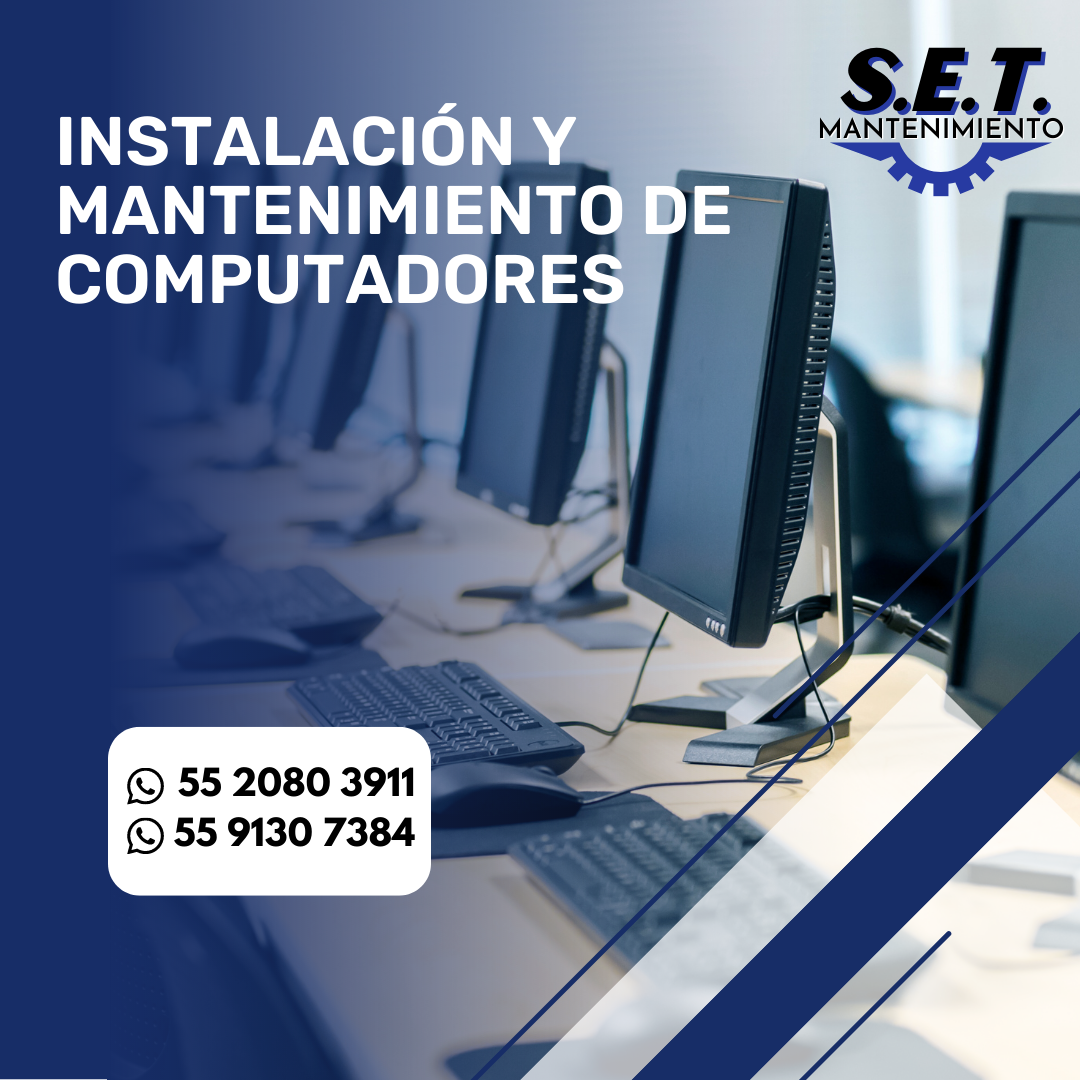 S.E.T.
MANTENIMIENTO
INSTALACIÓN Y
MANTENIMIENTO DE
COMPUTADORES
55 2080 3911
55 9130 7384